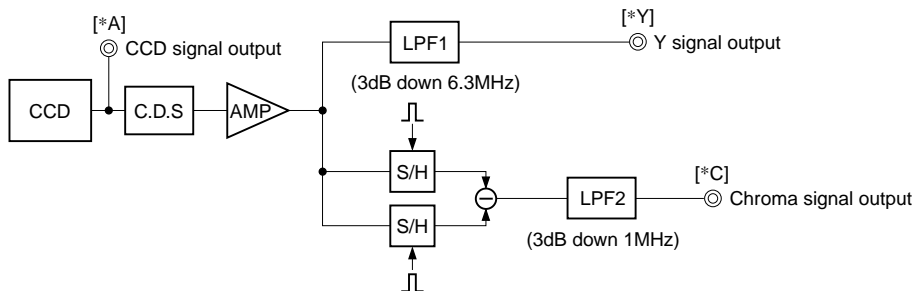 [*A]
CCD signal output
[*Y]
Y signal output
LPF1
(3dB down 6.3MHz)
CCD
C.D.S
AMP
S/H
S/H
[*C]
LPF2
Chroma signal output
(3dB down 1MHz)